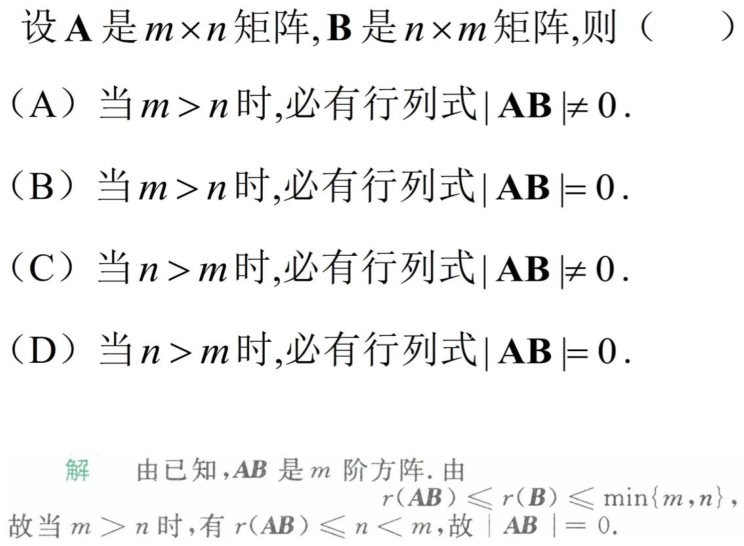 设 A 是 m×n 矩阵,B 是 n×m 矩阵,则（　　）
（A）当 m > n 时,必有行列式| AB |≠ 0 .
（B）当 m > n 时,必有行列式| AB |= 0 .
（C）当 n > m 时,必有行列式| AB |≠ 0 .
（D）当 n > m 时,必有行列式| AB |= 0 .
解　由已知,AB 是 m 阶方阵. 由
r(AB) ⩽ r(B) ⩽ min{m,n},
故当 m > n 时,有 r(AB) ⩽ n < m,故 | AB | = 0.